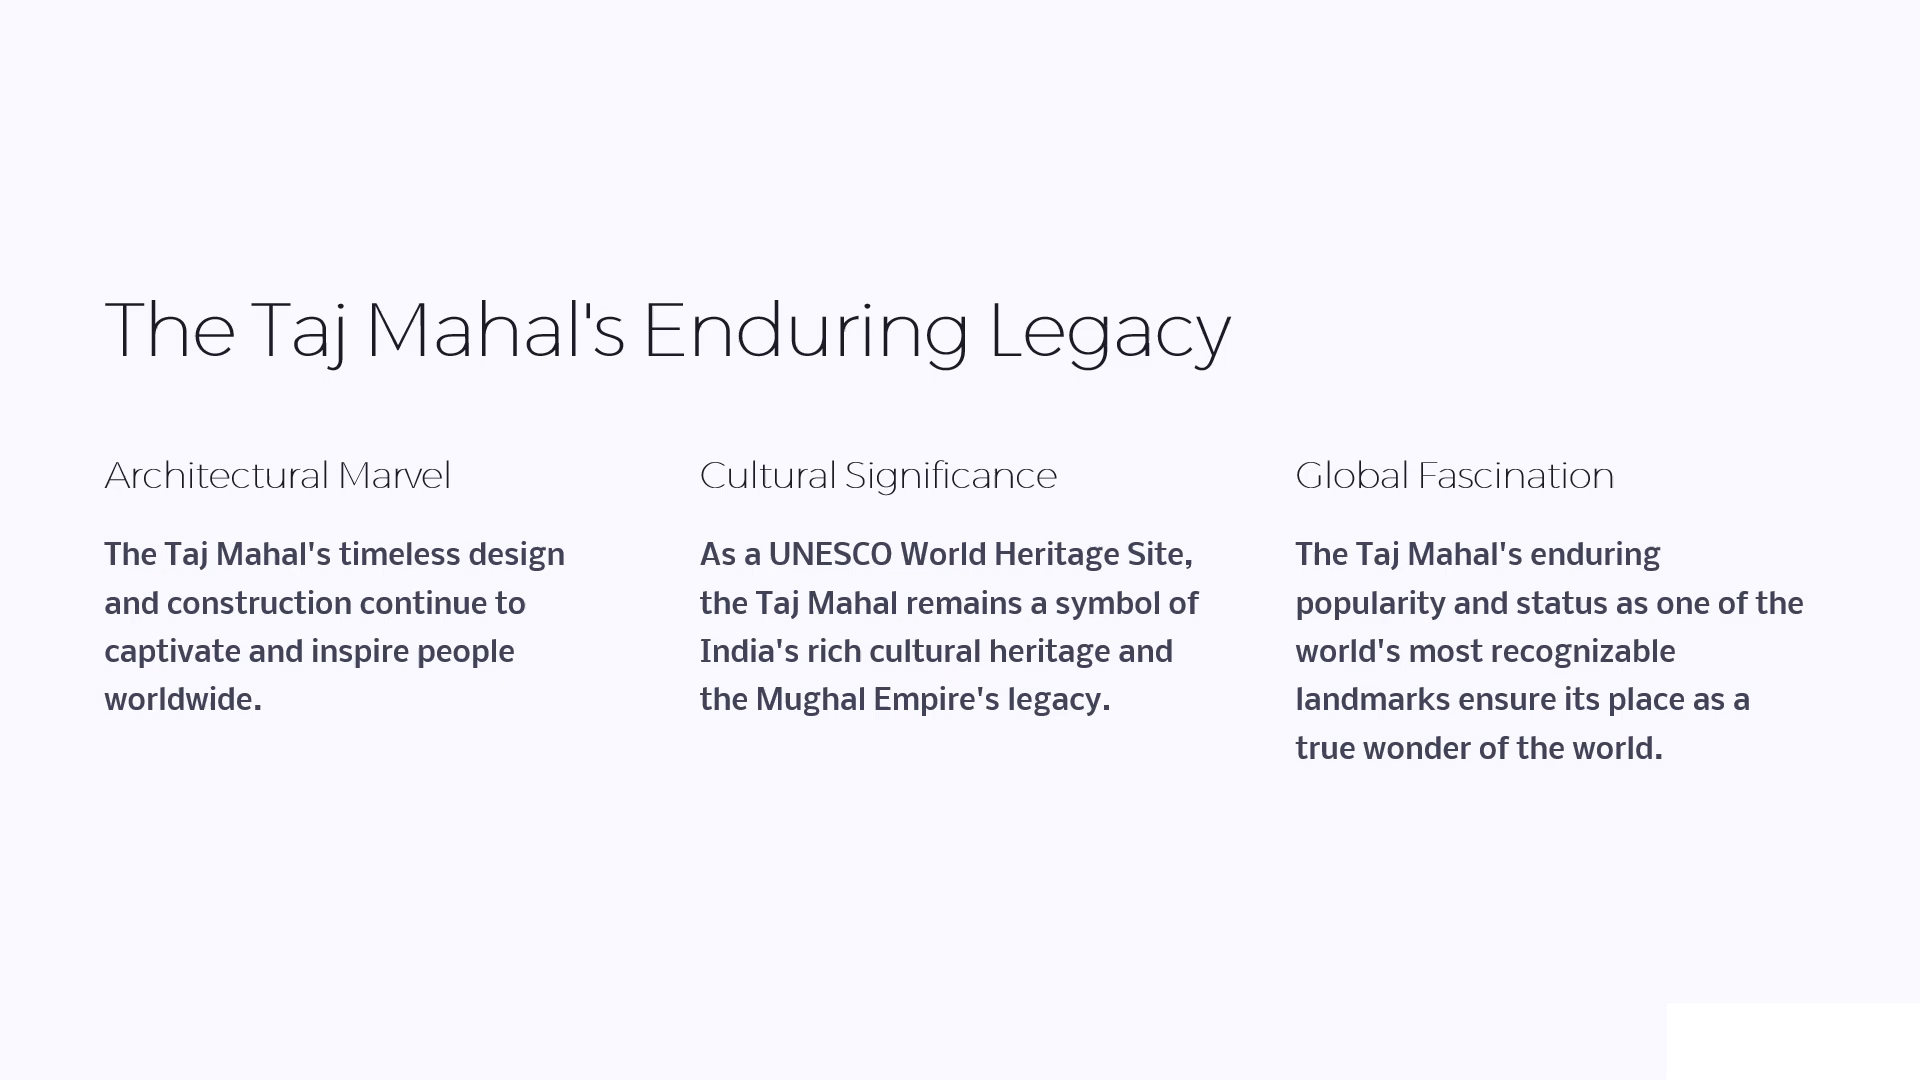 The Taj Mahal's Enduring Legacy
Architectural Marvel
The Taj Mahal's timeless design
and construction continue to
captivate and inspire people
worldwide.
Cultural Significance
As a UNESCO World Heritage Site,
the Taj Mahal remains a symbol of
India's rich cultural heritage and
the Mughal Empire's legacy.
Global Fascination
The Taj Mahal's enduring
popularity and status as one of the
world's most recognizable
landmarks ensure its place as a
true wonder of the world.